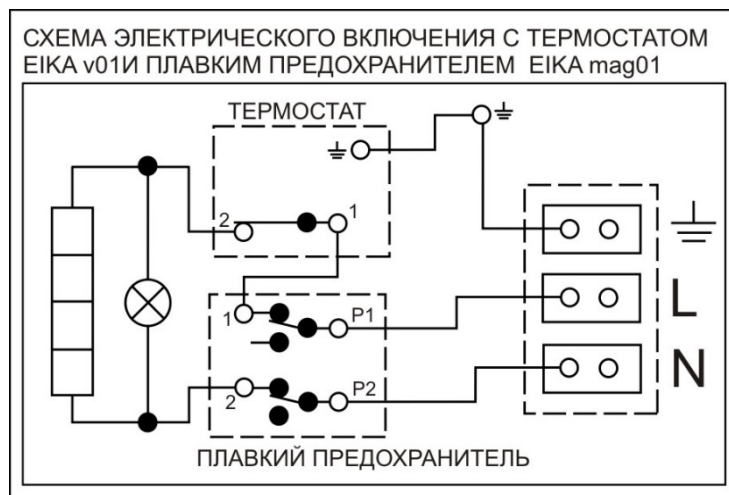 СХЕМА ЭЛЕКТРИЧЕСКОГО ВКЛЮЧЕНИЯ С ТЕРМОСТАТОМ
EIKA v01И ПЛАВКИМ ПРЕДОХРАНИТЕЛЕМ EIKA mag01
ТЕРМОСТАТ
2 1
1 P1
L
2 P2
N
ПЛАВКИЙ ПРЕДОХРАНИТЕЛЬ